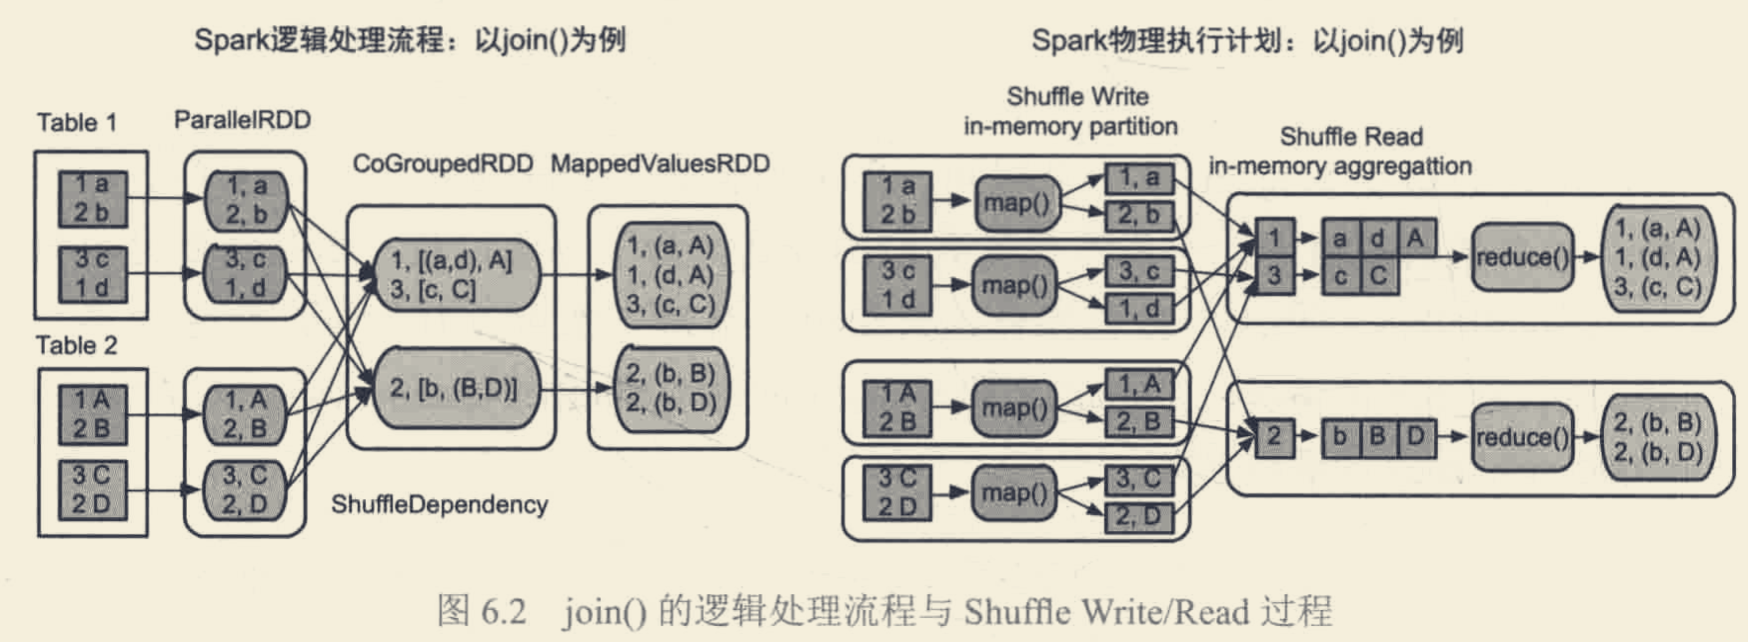 Spark逻辑处理流程：以join()为例
Table 1
ParallelRDD
CoGroupedRDD
MappedValuesRDD
1 a
2 b
3 c
1 d
1, a
2, b
3, c
1, d
Table 2
1 A
2 B
3 C
2 D
1, A
2, B
3, C
2, D
1, [(a,d), A]
3, [c, C]
2, [b, (B,D)]
1, (a, A)
1, (d, A)
3, (c, C)
2, (b, B)
2, (b, D)
ShuffleDependency
Spark物理执行计划：以join()为例
Shuffle Write
in-memory partition
Shuffle Read
in-memory aggregattion
1 a
2 b
map()
1, a
2, b
3 c
1 d
map()
3, c
1, d
1 A
2 B
map()
1, A
2, B
3 C
2 D
map()
3, C
2, D
1
a d A
3
c C
reduce()
1, (a, A)
1, (d, A)
3, (c, C)
2
b B D
reduce()
2, (b, B)
2, (b, D)
图 6.2 join() 的逻辑处理流程与 Shuffle Write/Read 过程